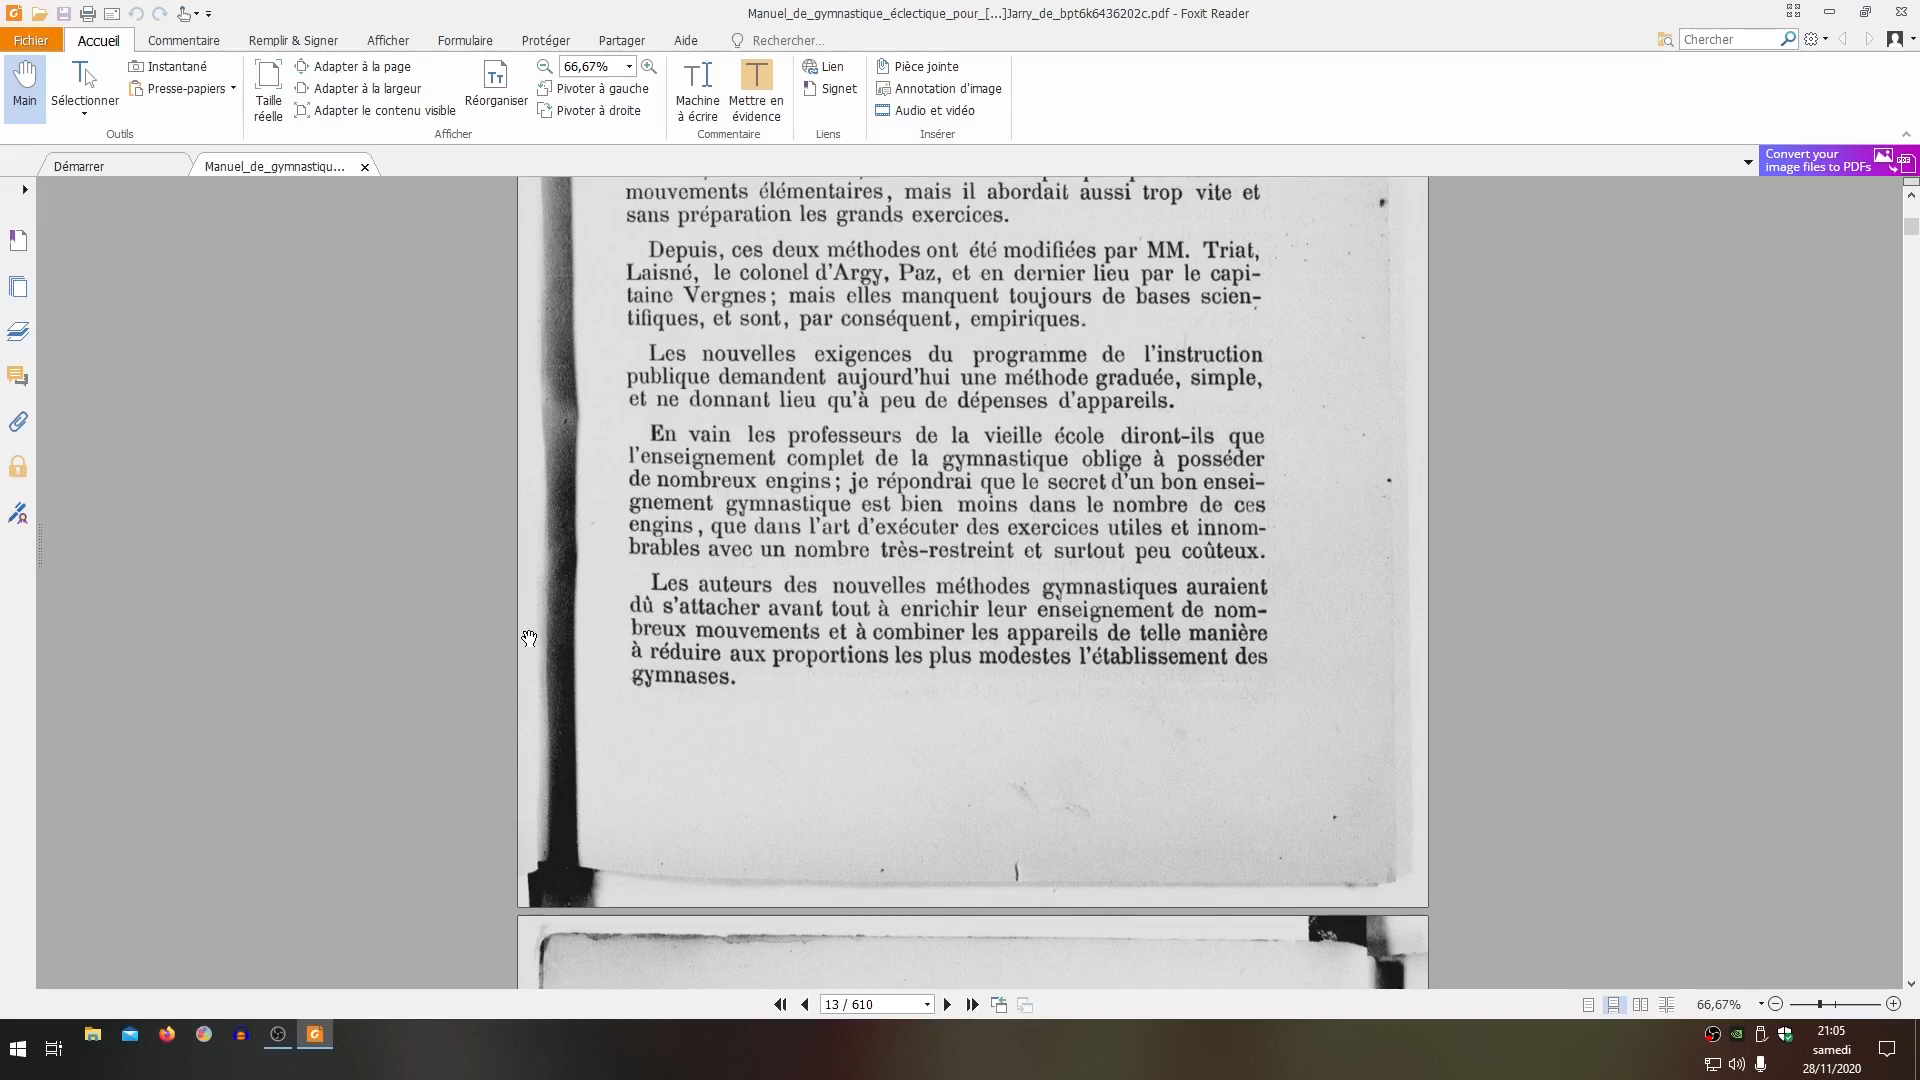 Manuel_de_gymnastique_éclectique_pour_[...]Jarry_de_bpt6k6436202c.pdf - Foxit Reader
Fichier Accueil Commentaire Remplir & Signer Afficher Formulaire Protéger Partager Aide Rechercher... Chercher
Main
Sélectionner
Instantané
Presse-papiers
Outils
Taille réelle
Adapter à la page
Adapter à la largeur
Adapter le contenu visible
Réorganiser
66,67%
Pivoter à gauche
Pivoter à droite
Afficher
Machine à écrire
Mettre en évidence
Commentaire
Lien
Signet
Liens
Pièce jointe
Annotation d'image
Audio et vidéo
Insérer
Démarrer
Manuel_de_gymnastiqu...
Convert your
image files to PDFs
mouvements élémentaires, mais il abordait aussi trop vite et
sans préparation les grands exercices.
Depuis, ces deux méthodes ont été modifiées par MM. Triat,
Laisné, le colonel d'Argy, Paz, et en dernier lieu par le capi-
taine Vergnes; mais elles manquent toujours de bases scien-
tifiques, et sont, par conséquent, empiriques.
Les nouvelles exigences du programme de l'instruction
publique demandent aujourd'hui une méthode graduée, simple,
et ne donnant lieu qu'à peu de dépenses d'appareils.
En vain les professeurs de la vieille école diront-ils que
l'enseignement complet de la gymnastique oblige à posséder
de nombreux engins; je répondrai que le secret d'un bon ensei-
gnement gymnastique est bien moins dans le nombre de ces
engins, que dans l'art d'exécuter des exercices utiles et innom-
brables avec un nombre très-restreint et surtout peu coûteux.
Les auteurs des nouvelles méthodes gymnastiques auraient
dû s'attacher avant tout à enrichir leur enseignement de nom-
breux mouvements et à combiner les appareils de telle manière
à réduire aux proportions les plus modestes l'établissement des
gymnases.
13 / 610
66,67%
21:05
samedi
28/11/2020